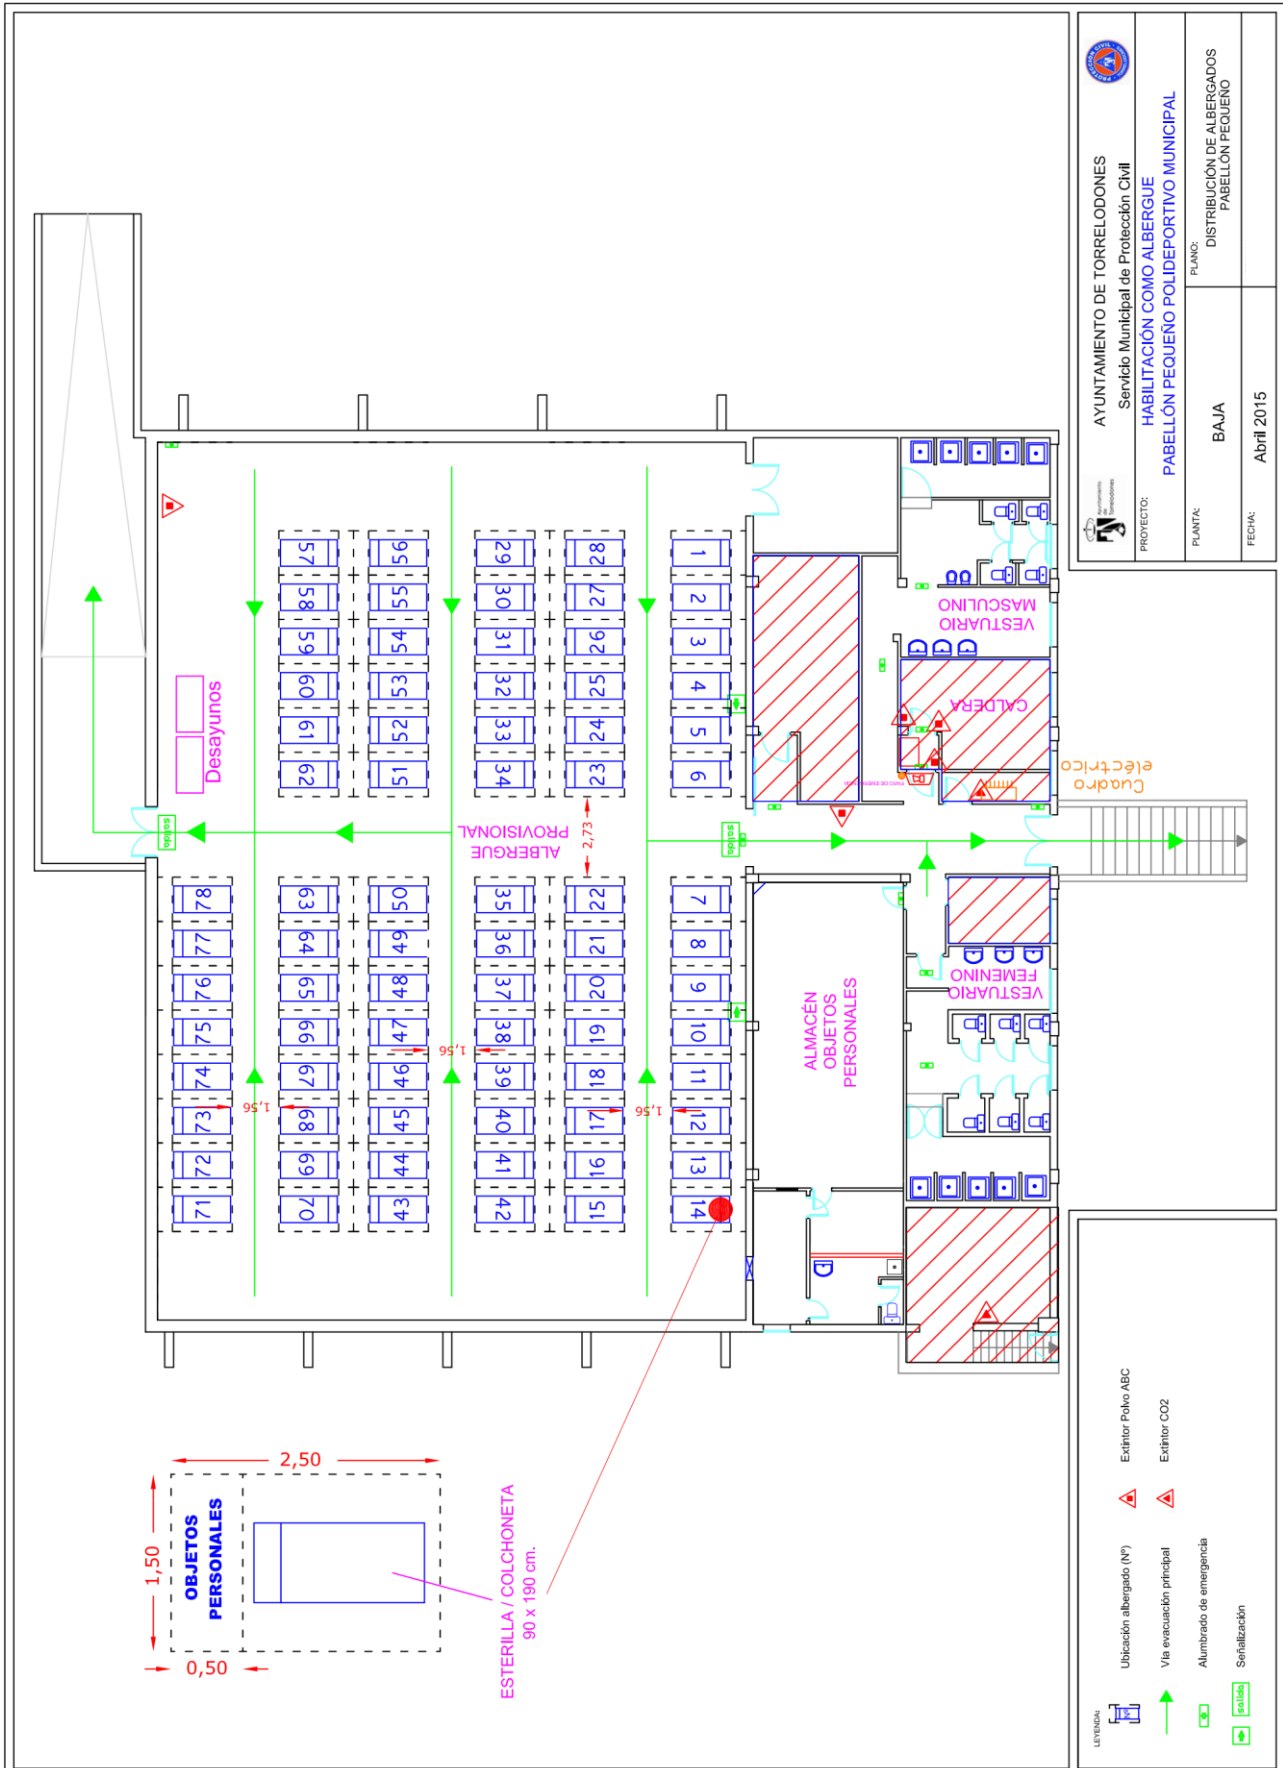 AYUNTAMIENTO DE TORRELODONES
Servicio Municipal de Protección Civil
Ayuntamiento
de
Torrelodones
PROYECTO:
HABILITACIÓN COMO ALBERGUE
PABELLÓN PEQUEÑO POLIDEPORTIVO MUNICIPAL
PLANTA:
BAJA
PLANO:
DISTRIBUCIÓN DE ALBERGADOS
PABELLÓN PEQUEÑO
FECHA:
Abril 2015
Desayunos
salida
78 77 76 75 74 73 72 71
57 58 59 60 61 62
63 64 65 66 67 68 69 70
56 55 54 53 52 51
50 49 48 47 46 45 44 43
29 30 31 32 33 34
35 36 37 38 39 40 41 42
28 27 26 25 24 23
22 21 20 19 18 17 16 15
1 2 3 4 5 6
7 8 9 10 11 12 13 14
ALBERGUE
PROVISIONAL
2,73
1,56
1,56
1,56
salida
ALMACÉN
OBJETOS
PERSONALES
VESTUARIO
MASCULINO
CALDERA
Cuadro
eléctrico
VESTUARIO
FEMENINO
1,50
2,50
0,50
OBJETOS
PERSONALES
ESTERILLA / COLCHONETA
90 x 190 cm.
LEYENDA:
Nº
Ubicación albergado (Nº)
Vía evacuación principal
Alumbrado de emergencia
salida
Señalización
Extintor Polvo ABC
Extintor CO2